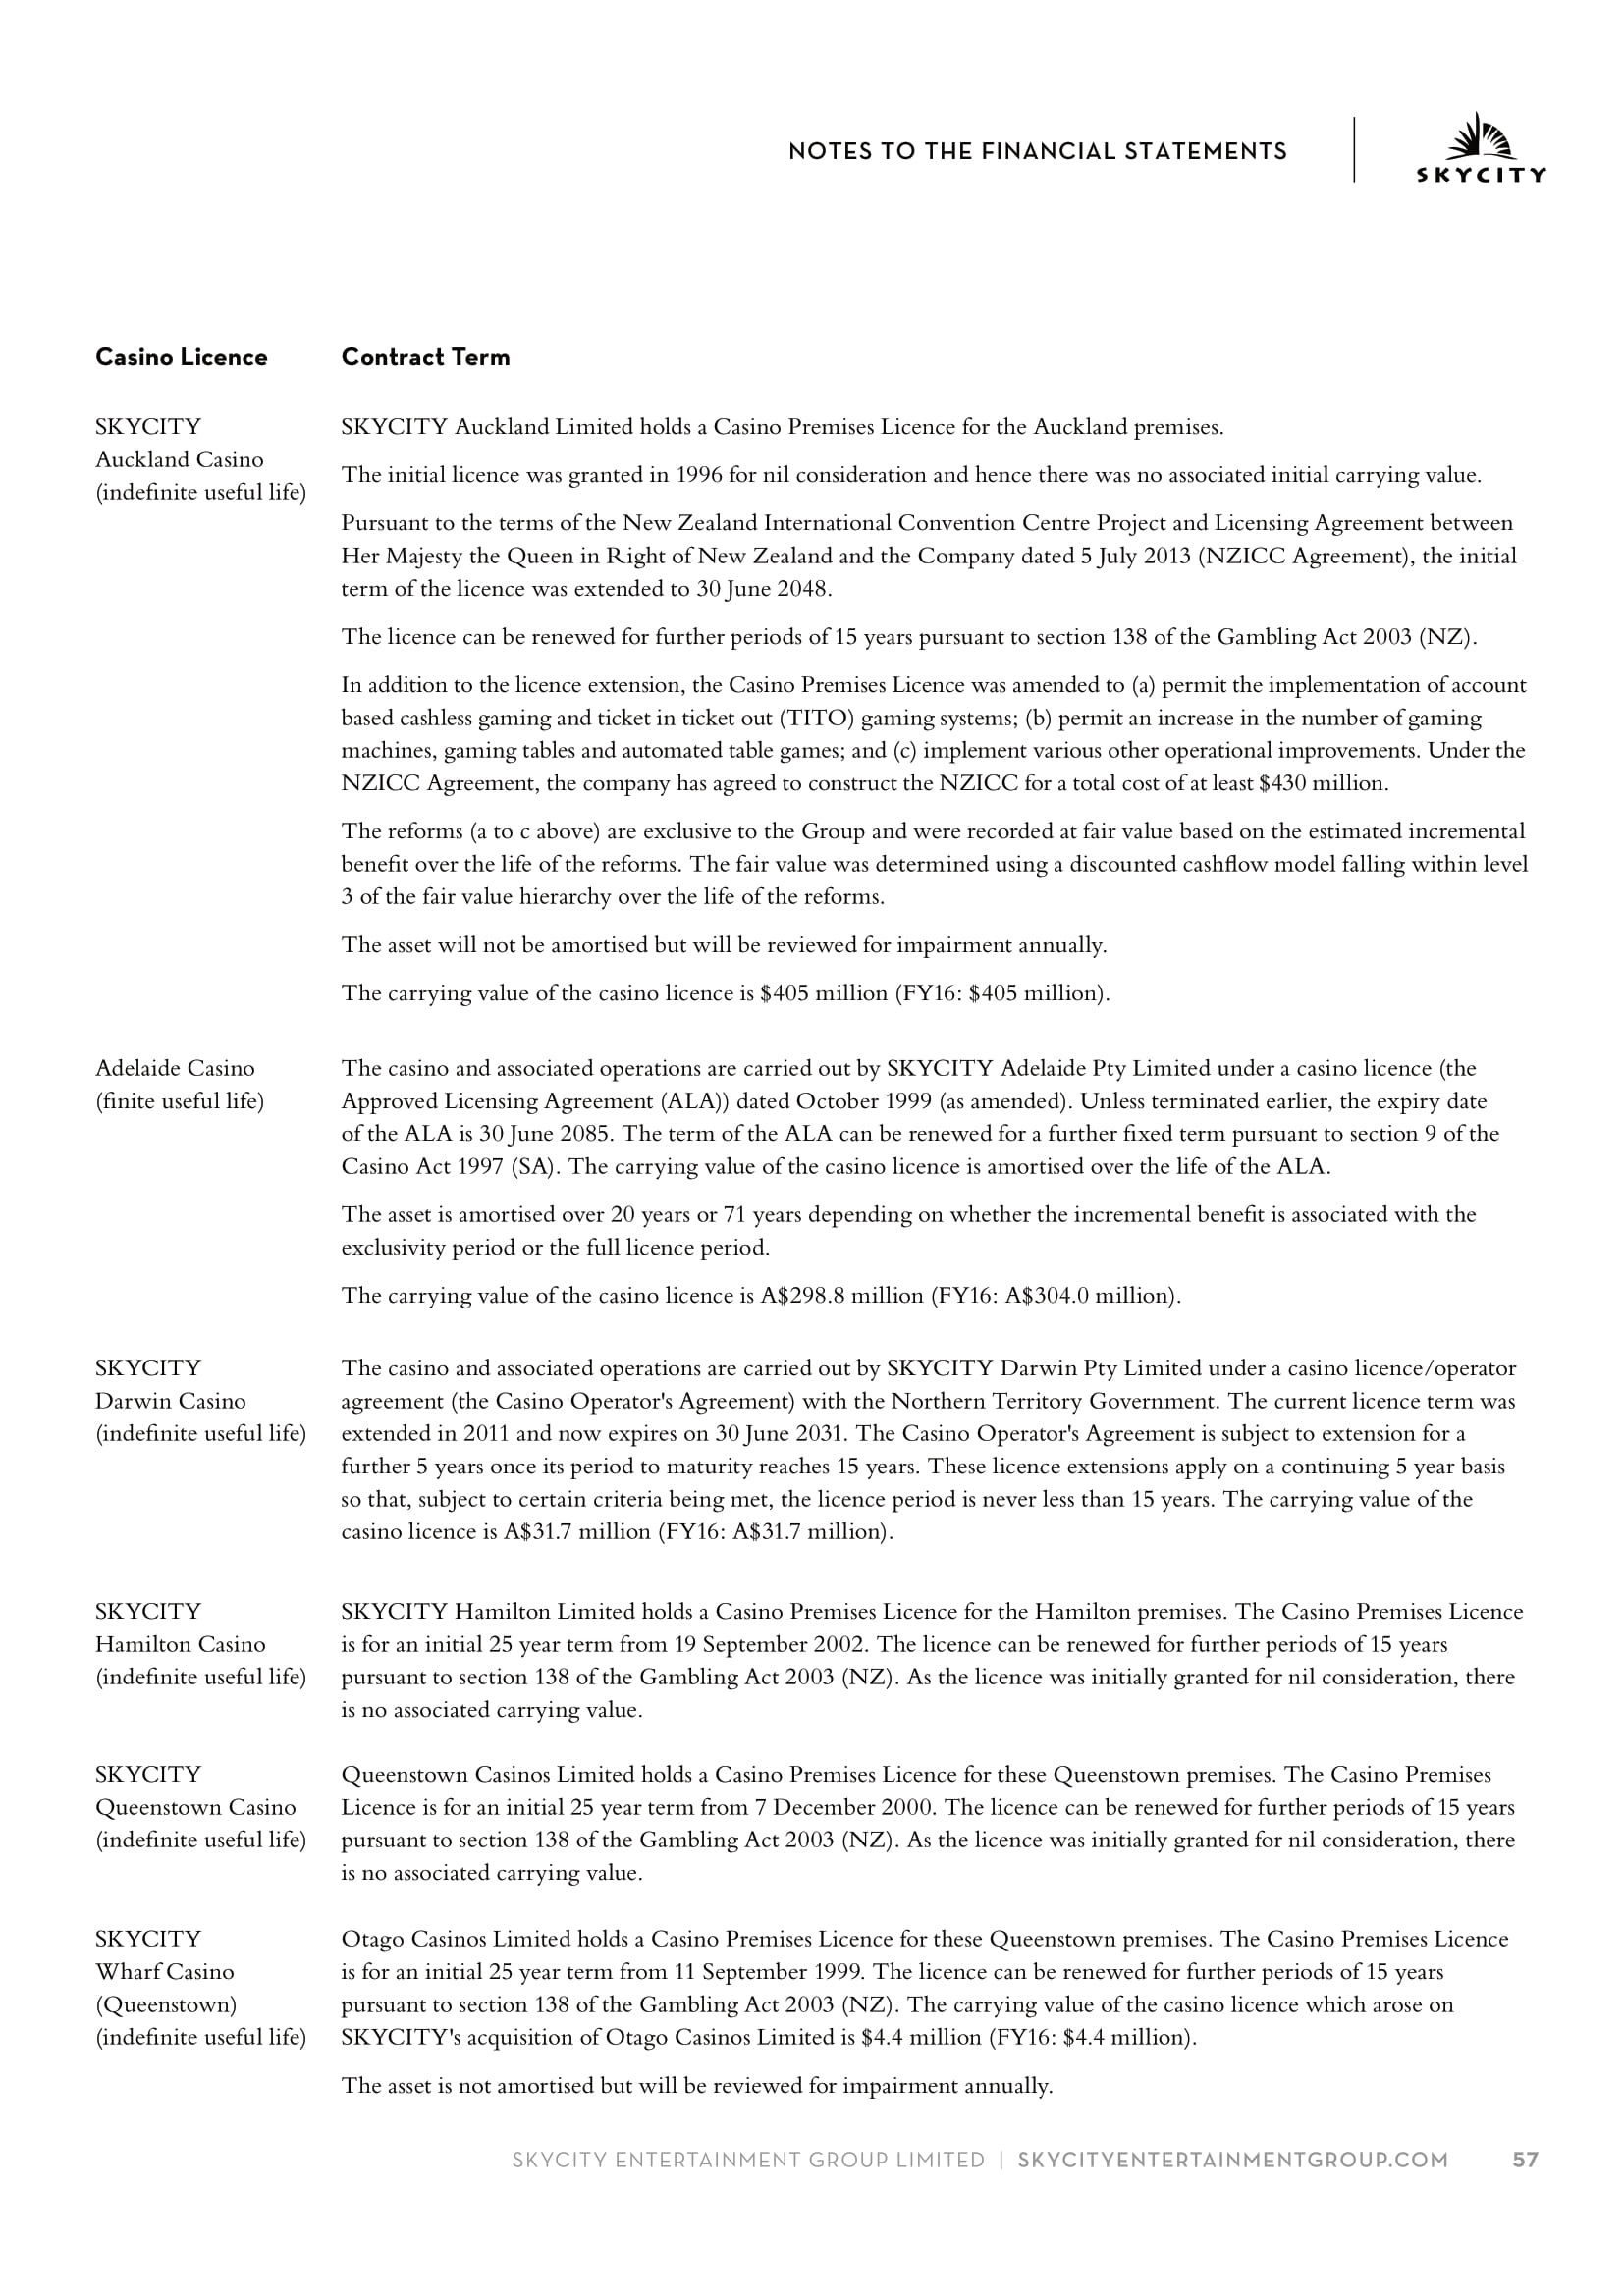 NOTES TO THE FINANCIAL STATEMENTS
SKYCITY
Casino Licence
Contract Term
SKYCITY
Auckland Casino
(indefinite useful life)
SKYCITY Auckland Limited holds a Casino Premises Licence for the Auckland premises.
The initial licence was granted in 1996 for nil consideration and hence there was no associated initial carrying value.
Pursuant to the terms of the New Zealand International Convention Centre Project and Licensing Agreement between
Her Majesty the Queen in Right of New Zealand and the Company dated 5 July 2013 (NZICC Agreement), the initial
term of the licence was extended to 30 June 2048.
The licence can be renewed for further periods of 15 years pursuant to section 138 of the Gambling Act 2003 (NZ).
In addition to the licence extension, the Casino Premises Licence was amended to (a) permit the implementation of account
based cashless gaming and ticket in ticket out (TITO) gaming systems; (b) permit an increase in the number of gaming
machines, gaming tables and automated table games; and (c) implement various other operational improvements. Under the
NZICC Agreement, the company has agreed to construct the NZICC for a total cost of at least $430 million.
The reforms (a to c above) are exclusive to the Group and were recorded at fair value based on the estimated incremental
benefit over the life of the reforms. The fair value was determined using a discounted cashflow model falling within level
3 of the fair value hierarchy over the life of the reforms.
The asset will not be amortised but will be reviewed for impairment annually.
The carrying value of the casino licence is $405 million (FY16: $405 million).
Adelaide Casino
(finite useful life)
The casino and associated operations are carried out by SKYCITY Adelaide Pty Limited under a casino licence (the
Approved Licensing Agreement (ALA)) dated October 1999 (as amended). Unless terminated earlier, the expiry date
of the ALA is 30 June 2085. The term of the ALA can be renewed for a further fixed term pursuant to section 9 of the
Casino Act 1997 (SA). The carrying value of the casino licence is amortised over the life of the ALA.
The asset is amortised over 20 years or 71 years depending on whether the incremental benefit is associated with the
exclusivity period or the full licence period.
The carrying value of the casino licence is A$298.8 million (FY16: A$304.0 million).
SKYCITY
Darwin Casino
(indefinite useful life)
The casino and associated operations are carried out by SKYCITY Darwin Pty Limited under a casino licence/operator
agreement (the Casino Operator's Agreement) with the Northern Territory Government. The current licence term was
extended in 2011 and now expires on 30 June 2031. The Casino Operator's Agreement is subject to extension for a
further 5 years once its period to maturity reaches 15 years. These licence extensions apply on a continuing 5 year basis
so that, subject to certain criteria being met, the licence period is never less than 15 years. The carrying value of the
casino licence is A$31.7 million (FY16: A$31.7 million).
SKYCITY
Hamilton Casino
(indefinite useful life)
SKYCITY Hamilton Limited holds a Casino Premises Licence for the Hamilton premises. The Casino Premises Licence
is for an initial 25 year term from 19 September 2002. The licence can be renewed for further periods of 15 years
pursuant to section 138 of the Gambling Act 2003 (NZ). As the licence was initially granted for nil consideration, there
is no associated carrying value.
SKYCITY
Queenstown Casino
(indefinite useful life)
Queenstown Casinos Limited holds a Casino Premises Licence for these Queenstown premises. The Casino Premises
Licence is for an initial 25 year term from 7 December 2000. The licence can be renewed for further periods of 15 years
pursuant to section 138 of the Gambling Act 2003 (NZ). As the licence was initially granted for nil consideration, there
is no associated carrying value.
SKYCITY
Wharf Casino
(Queenstown)
(indefinite useful life)
Otago Casinos Limited holds a Casino Premises Licence for these Queenstown premises. The Casino Premises Licence
is for an initial 25 year term from 11 September 1999. The licence can be renewed for further periods of 15 years
pursuant to section 138 of the Gambling Act 2003 (NZ). The carrying value of the casino licence which arose on
SKYCITY's acquisition of Otago Casinos Limited is $4.4 million (FY16: $4.4 million).
The asset is not amortised but will be reviewed for impairment annually.
SKYCITY ENTERTAINMENT GROUP LIMITED | SKYCITYENTERTAINMENTGROUP.COM 57